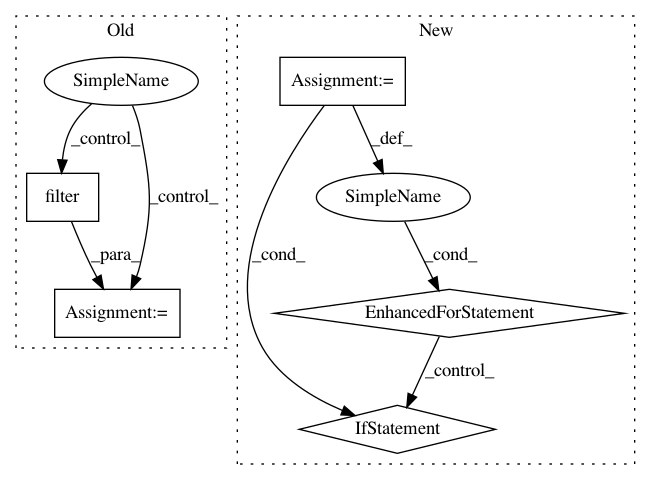 Old
New
SimpleName
Assignment:=
_control_
_def_
filter
_control_
SimpleName
_para_
_cond_
_cond_
Assignment:=
EnhancedForStatement
_control_
IfStatement